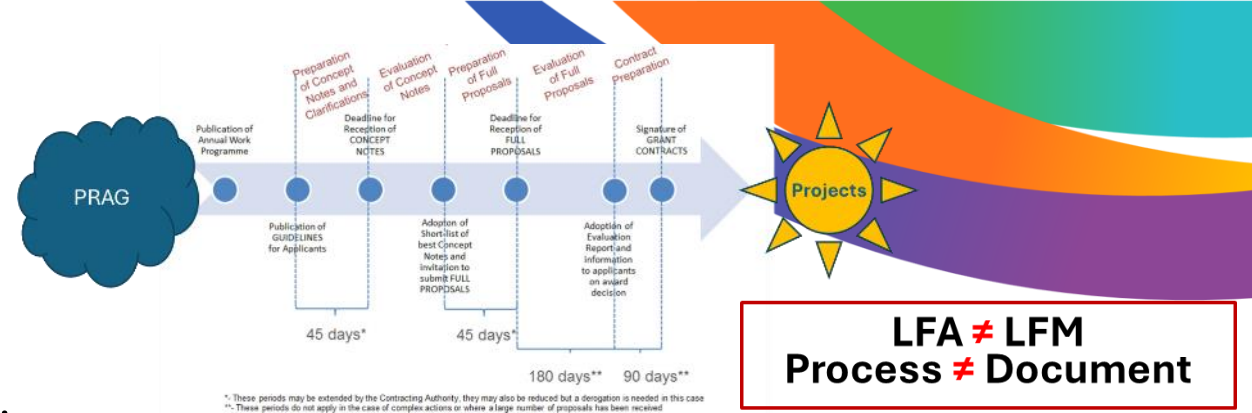 Preparation
of Concept
Notes and
Clarifications
Evaluation
of Concept
Notes
Preparation
of Full
Proposals
Evaluation
of Full
Proposals
Contract
Preparation
PRAG
Publication of
Annual Work
Programme
Deadline for
Reception of
CONCEPT
NOTES
Deadline for
Reception of
FULL
PROPOSALS
Signature of
GRANT
CONTRACTS
Projects
Publication of
GUIDELINES
for Applicants
Adoption of
Short-list of
best Concept
Notes and
invitation to
submit FULL
PROPOSALS
Adoption of
Evaluation
Report and
information
to applicants
on award
decision
45 days*
45 days*
180 days**
90 days**
LFA ≠ LFM
Process ≠ Document
*- These periods may be extended by the Contracting Authority, they may also be reduced but a derogation is needed in this case
**- These periods do not apply in the case of complex actions or where a large number of proposals has been received